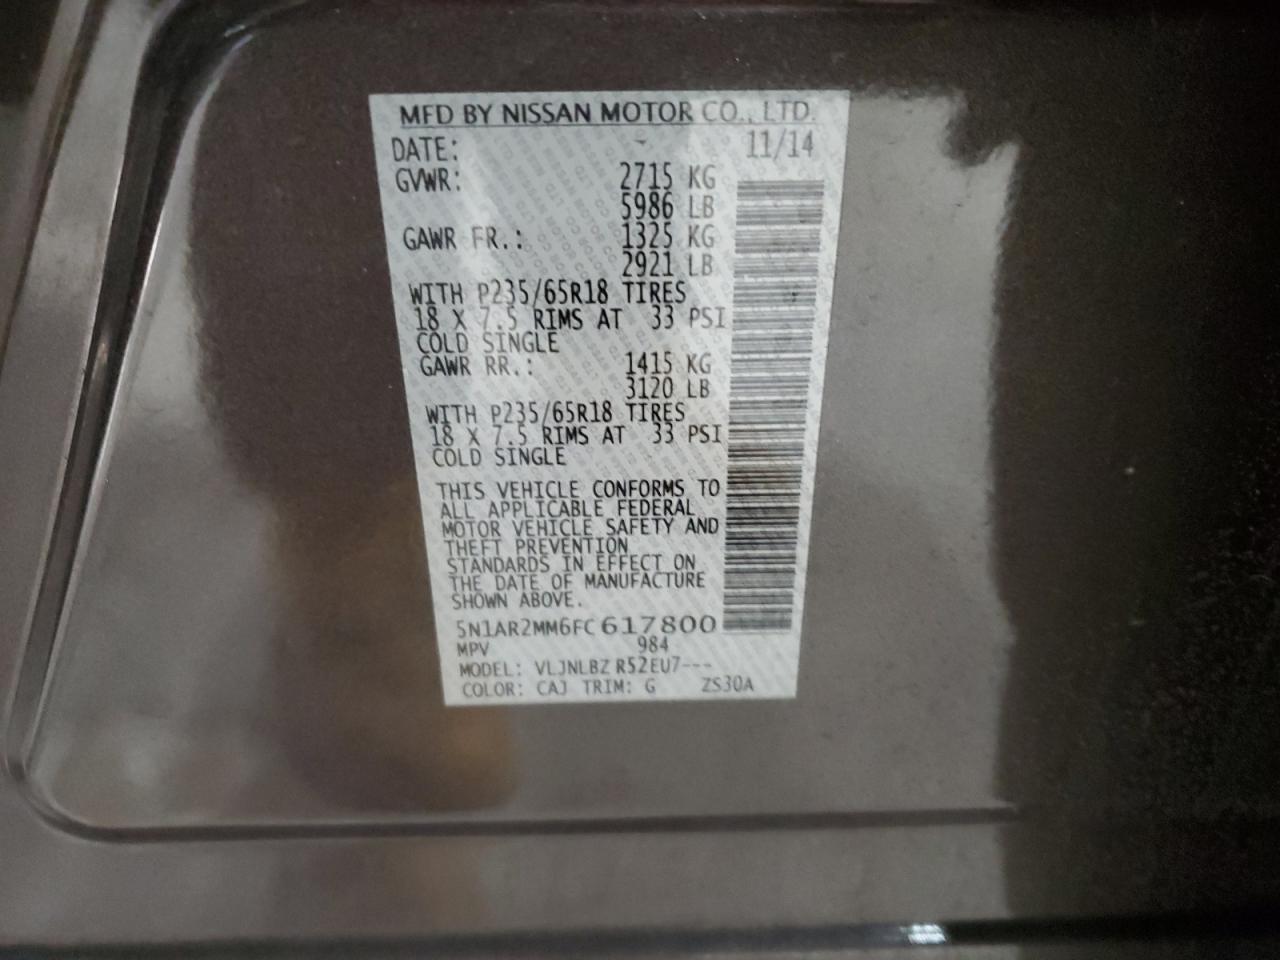 MFD BY NISSAN MOTOR CO., LTD.
DATE: 11/14
GVWR: 2715 KG
5986 LB
GAWR FR.: 1325 KG
2921 LB
WITH P235/65R18 TIRES
18 X 7.5 RIMS AT 33 PSI
COLD SINGLE
GAWR RR.: 1415 KG
3120 LB
WITH P235/65R18 TIRES
18 X 7.5 RIMS AT 33 PSI
COLD SINGLE
THIS VEHICLE CONFORMS TO
ALL APPLICABLE FEDERAL
MOTOR VEHICLE SAFETY AND
THEFT PREVENTION
STANDARDS IN EFFECT ON
THE DATE OF MANUFACTURE
SHOWN ABOVE.
5N1AR2MM6FC617800
MPV 984
MODEL: VLJNLBZ R52EU7---
COLOR: CAJ TRIM: G ZS30A